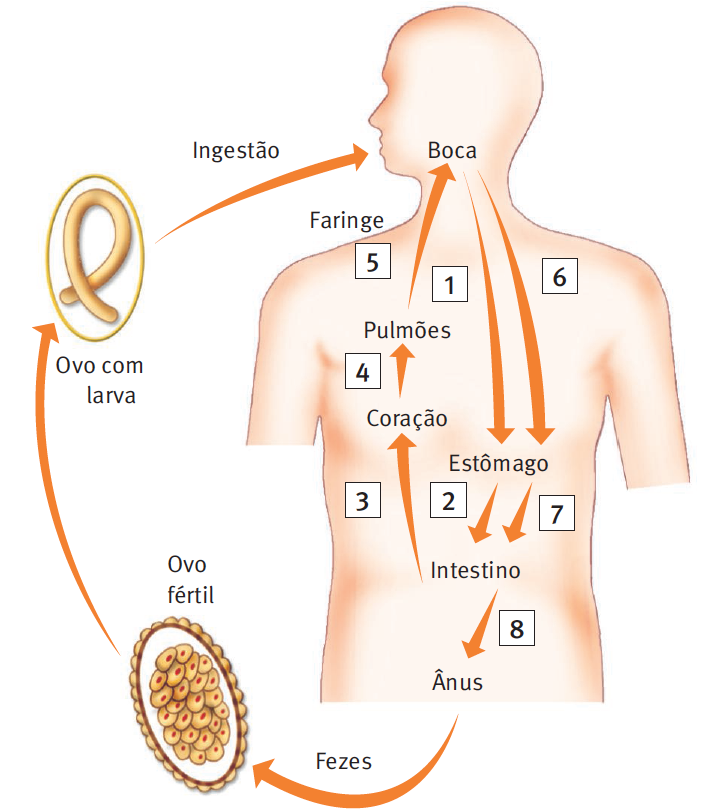 Ingestão
Boca
Faringe
5
1
6
Pulmões
Ovo com
larva
4
Coração
Estômago
3
2
7
Intestino
Ovo
fértil
8
Ânus
Fezes